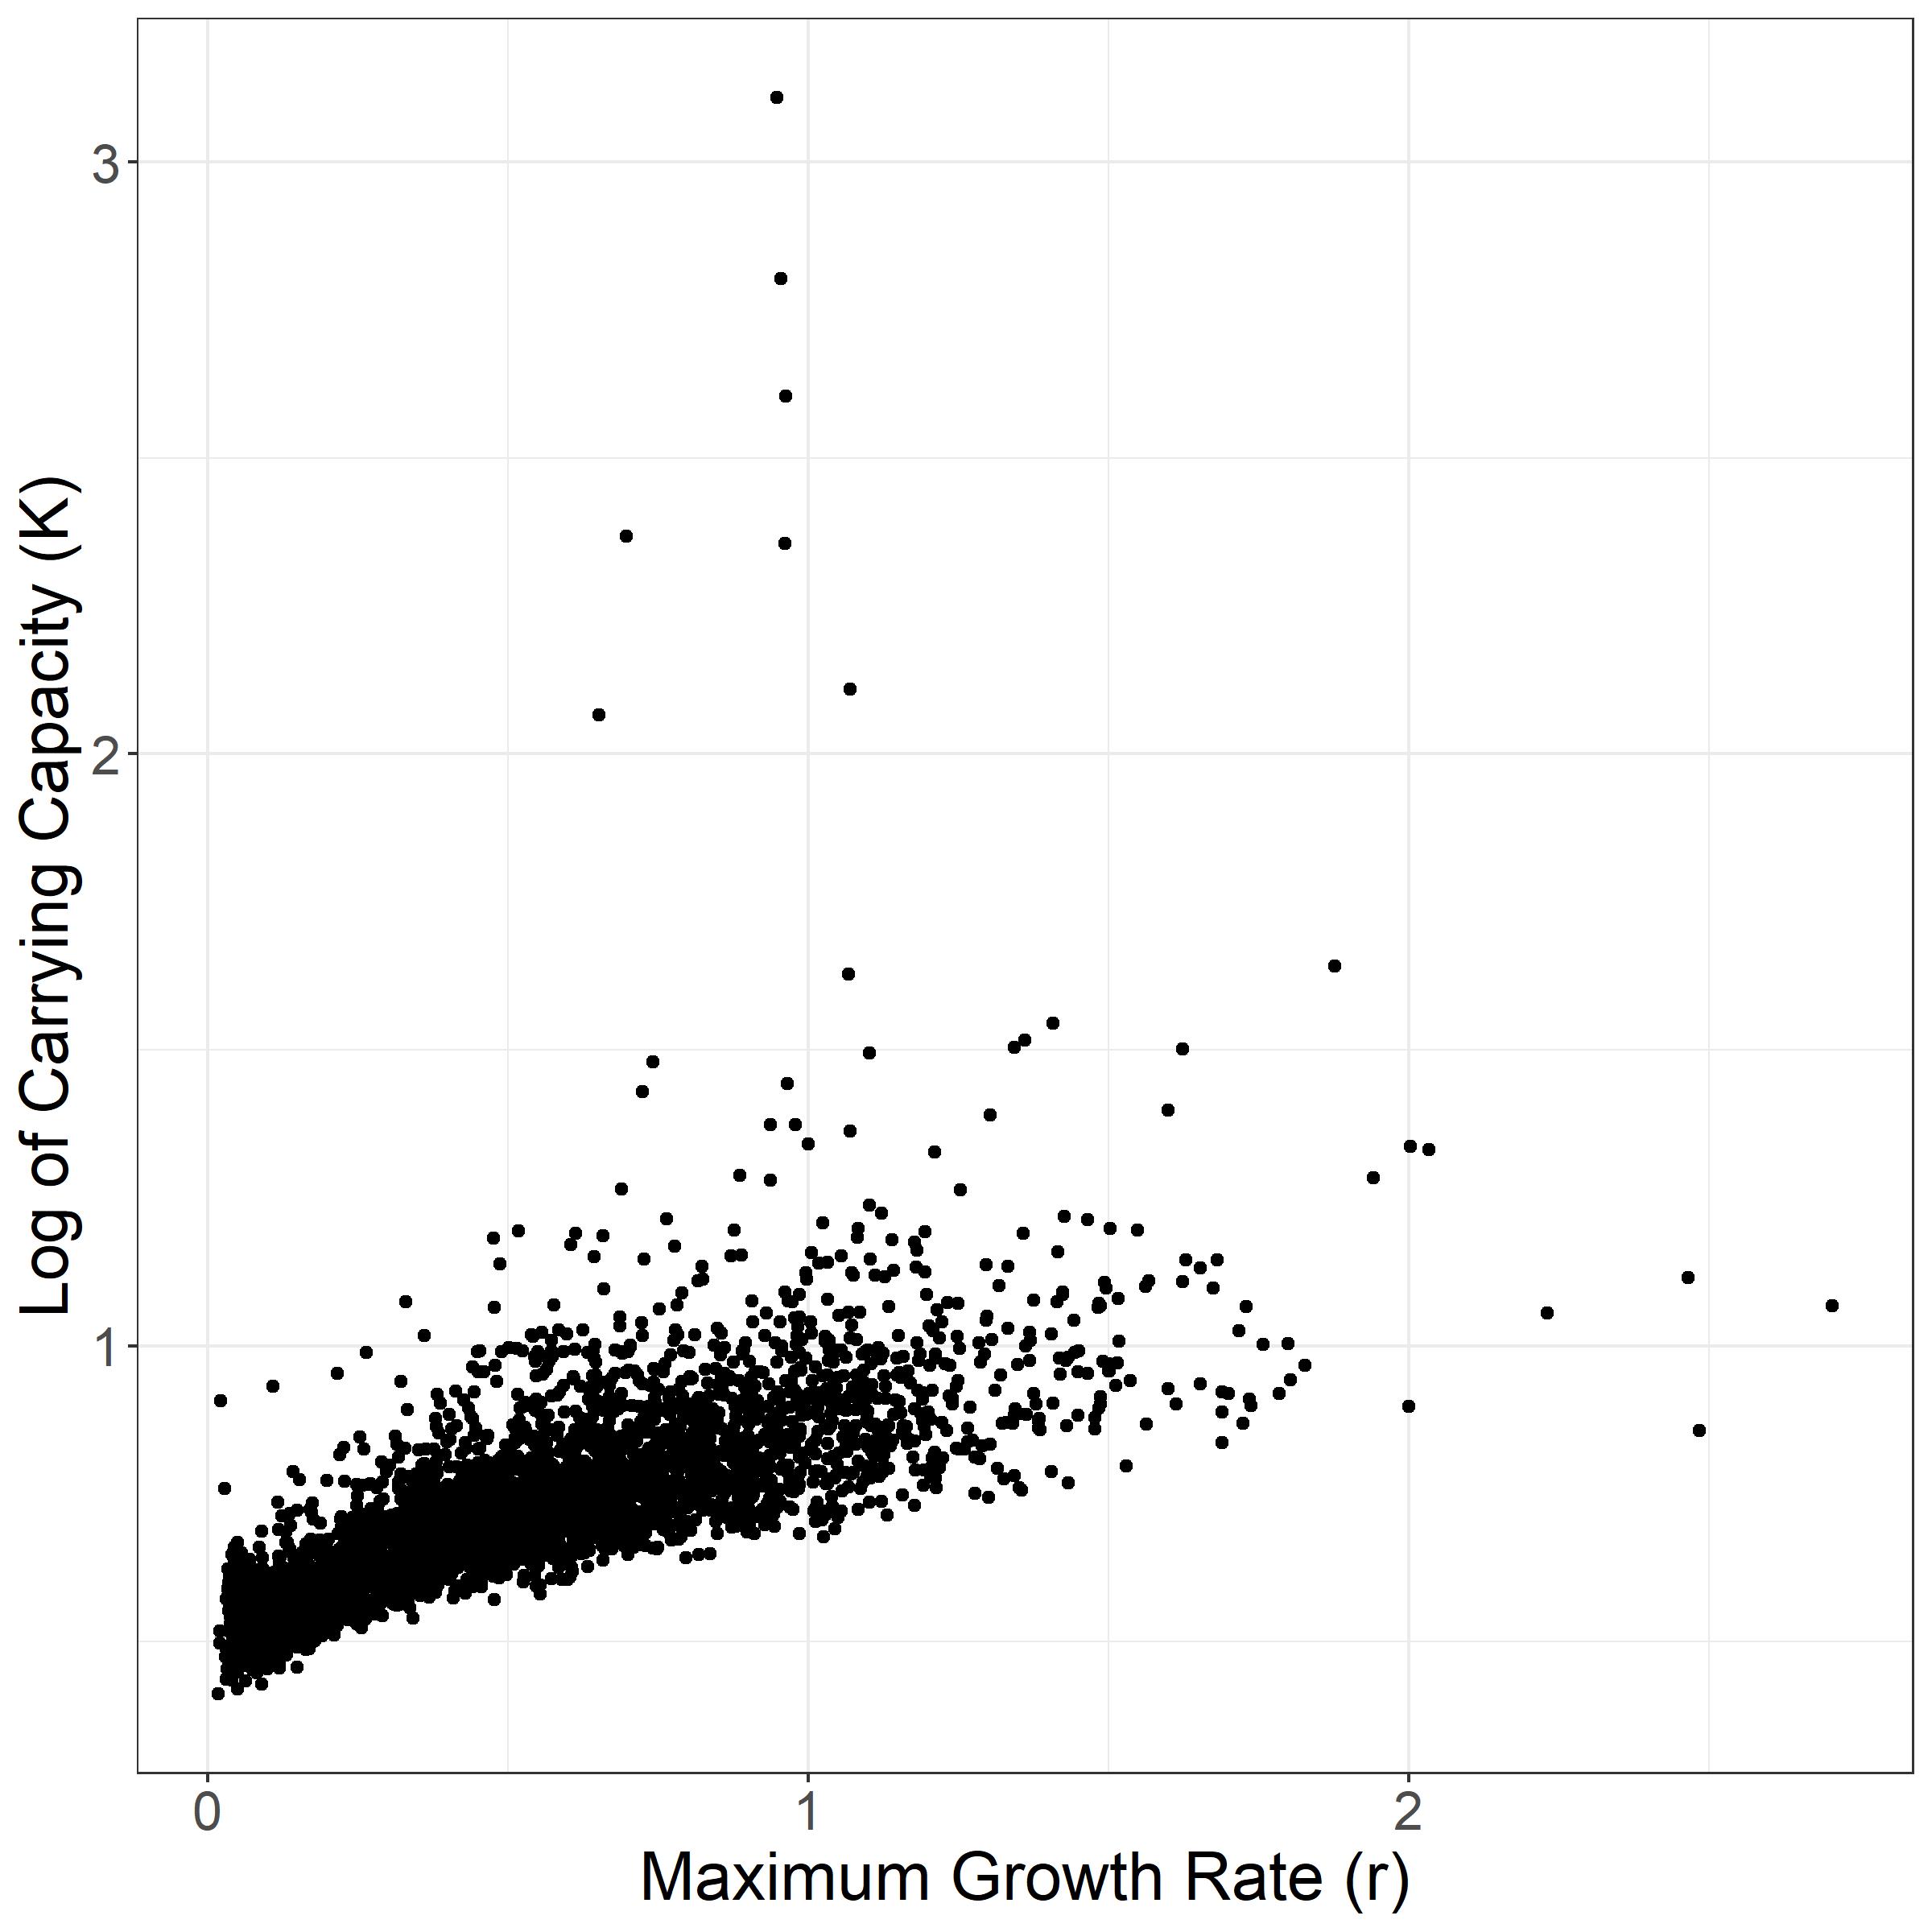 Log of Carrying Capacity (K)
3
2
1
0 1 2
Maximum Growth Rate (r)